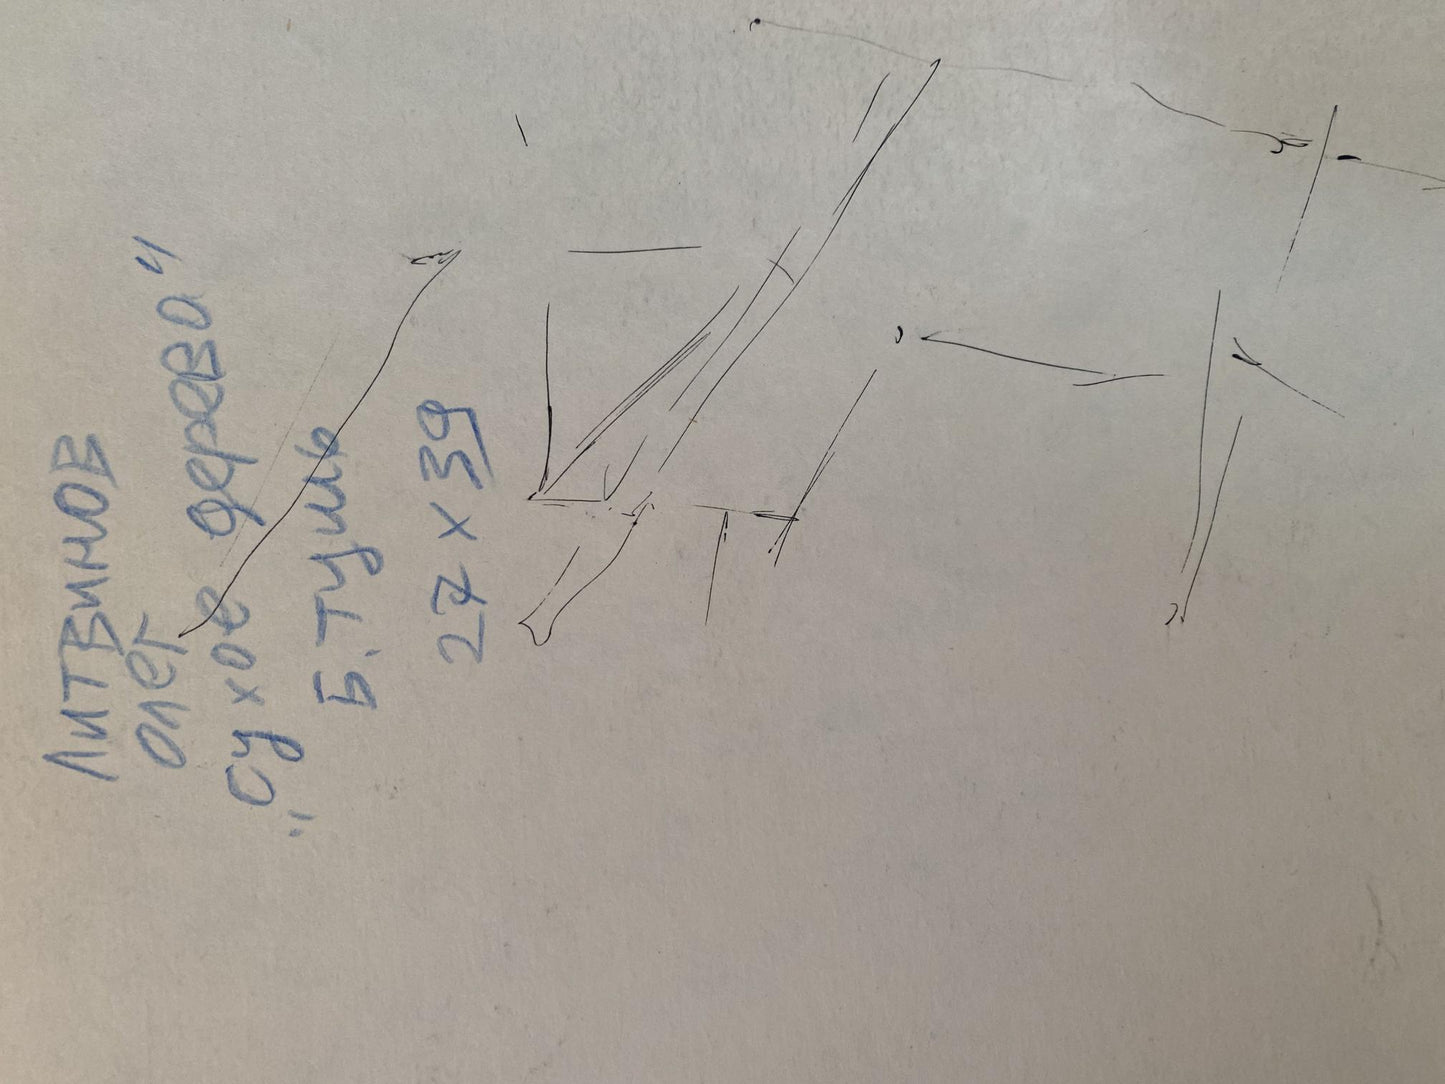 Литвинов
Олег
"Сухое дерево"
Б. тушь
27 x 39